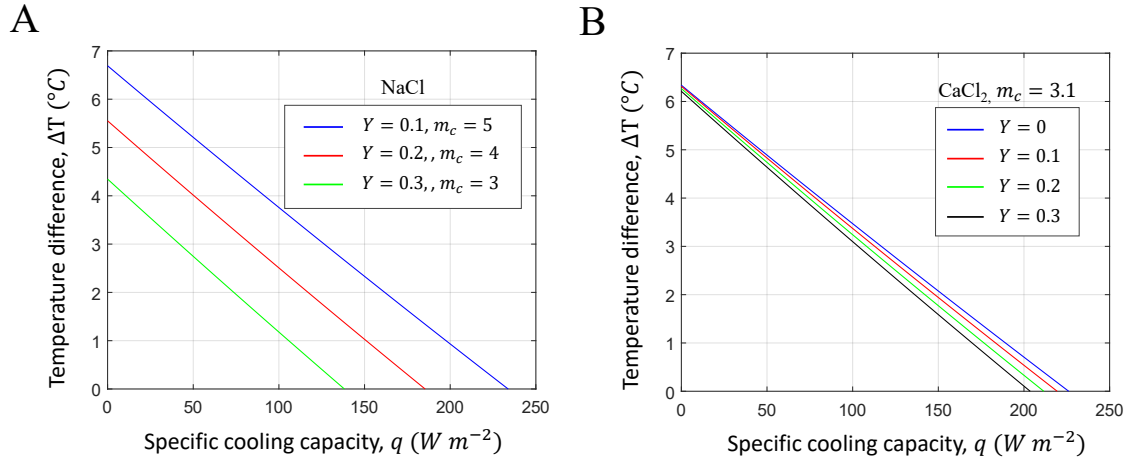 A
Temperature difference, ΔT (°C)
7
6
5
4
3
2
1
0
NaCl
Y = 0.1, m_c = 5
Y = 0.2, , m_c = 4
Y = 0.3, , m_c = 3
0 50 100 150 200 250
Specific cooling capacity, q (W m⁻²)
B
Temperature difference, ΔT (°C)
7
6
5
4
3
2
1
0
CaCl₂, m_c = 3.1
Y = 0
Y = 0.1
Y = 0.2
Y = 0.3
0 50 100 150 200 250
Specific cooling capacity, q (W m⁻²)